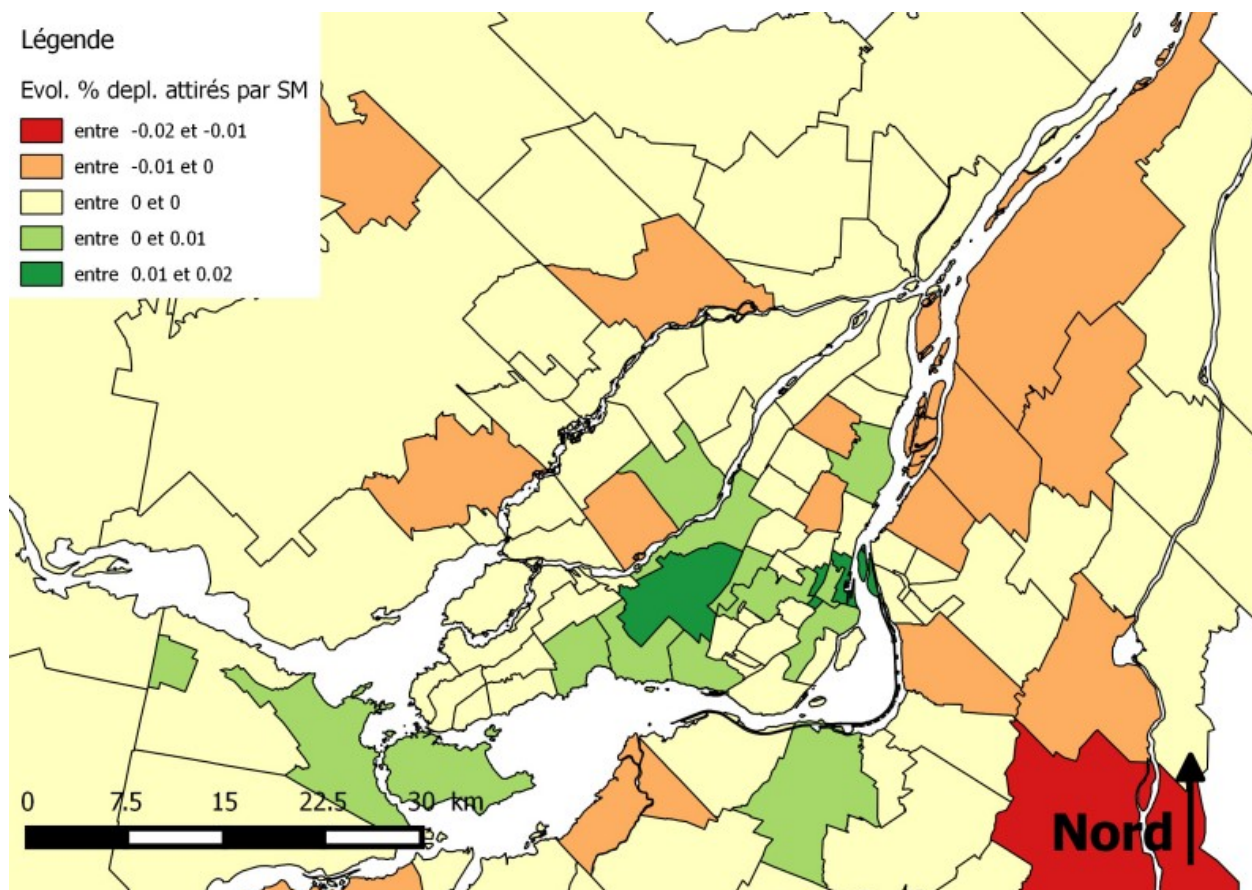 Légende
Evol. % depl. attirés par SM
entre -0.02 et -0.01
entre -0.01 et 0
entre 0 et 0
entre 0 et 0.01
entre 0.01 et 0.02
0 7.5 15 22.5 30 km
Nord